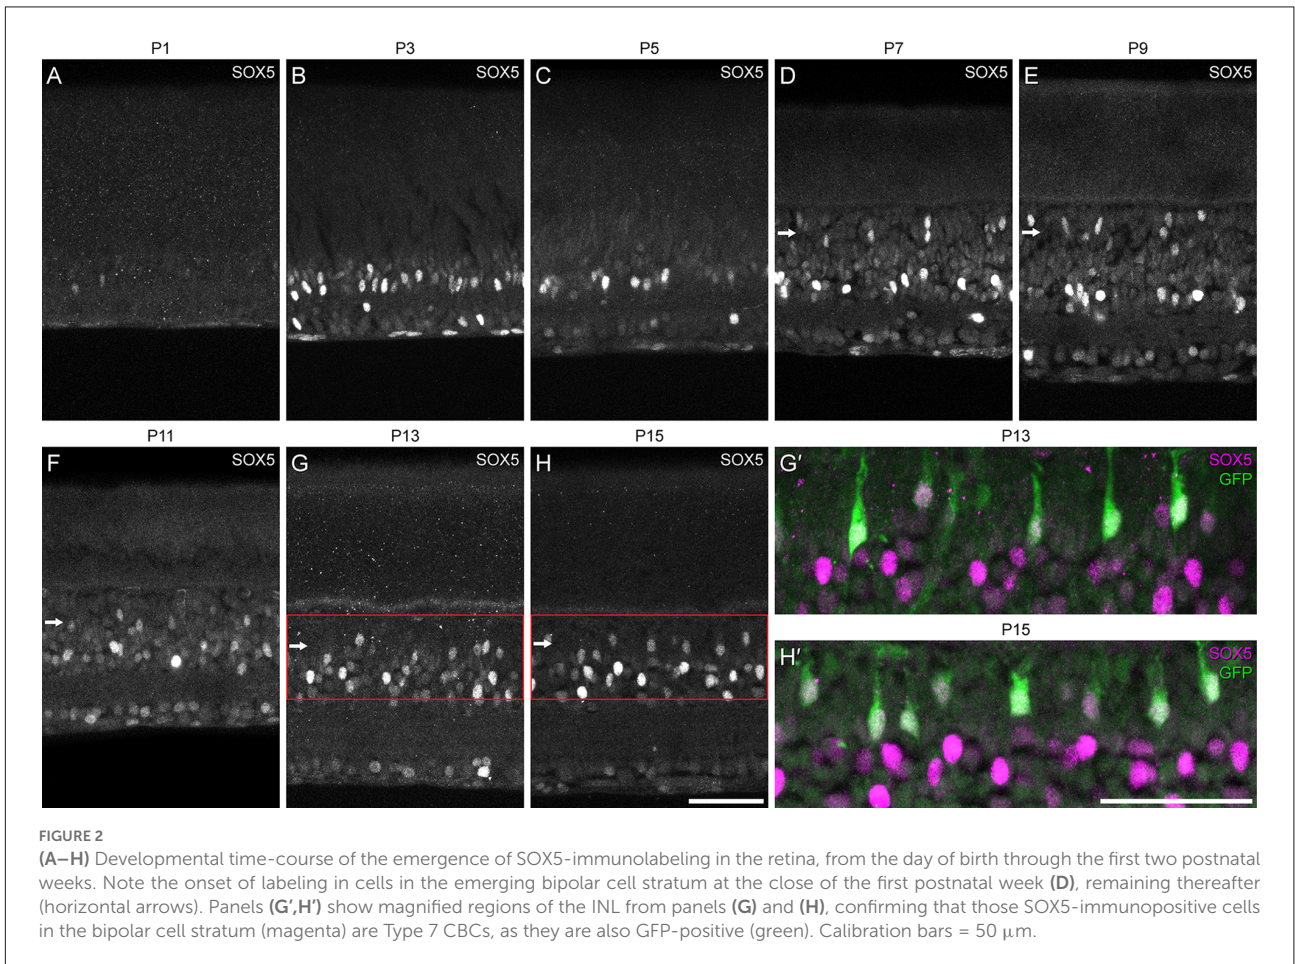 P1 P3 P5 P7 P9
A SOX5 B SOX5 C SOX5 D SOX5 E SOX5
P11 P13 P15 P13
F SOX5 G SOX5 H SOX5 G′ SOX5
GFP
P15
H′ SOX5
GFP
FIGURE 2
(A–H) Developmental time-course of the emergence of SOX5-immunolabeling in the retina, from the day of birth through the first two postnatal
weeks. Note the onset of labeling in cells in the emerging bipolar cell stratum at the close of the first postnatal week (D), remaining thereafter
(horizontal arrows). Panels (G′,H′) show magnified regions of the INL from panels (G) and (H), confirming that those SOX5-immunopositive cells
in the bipolar cell stratum (magenta) are Type 7 CBCs, as they are also GFP-positive (green). Calibration bars = 50 μm.